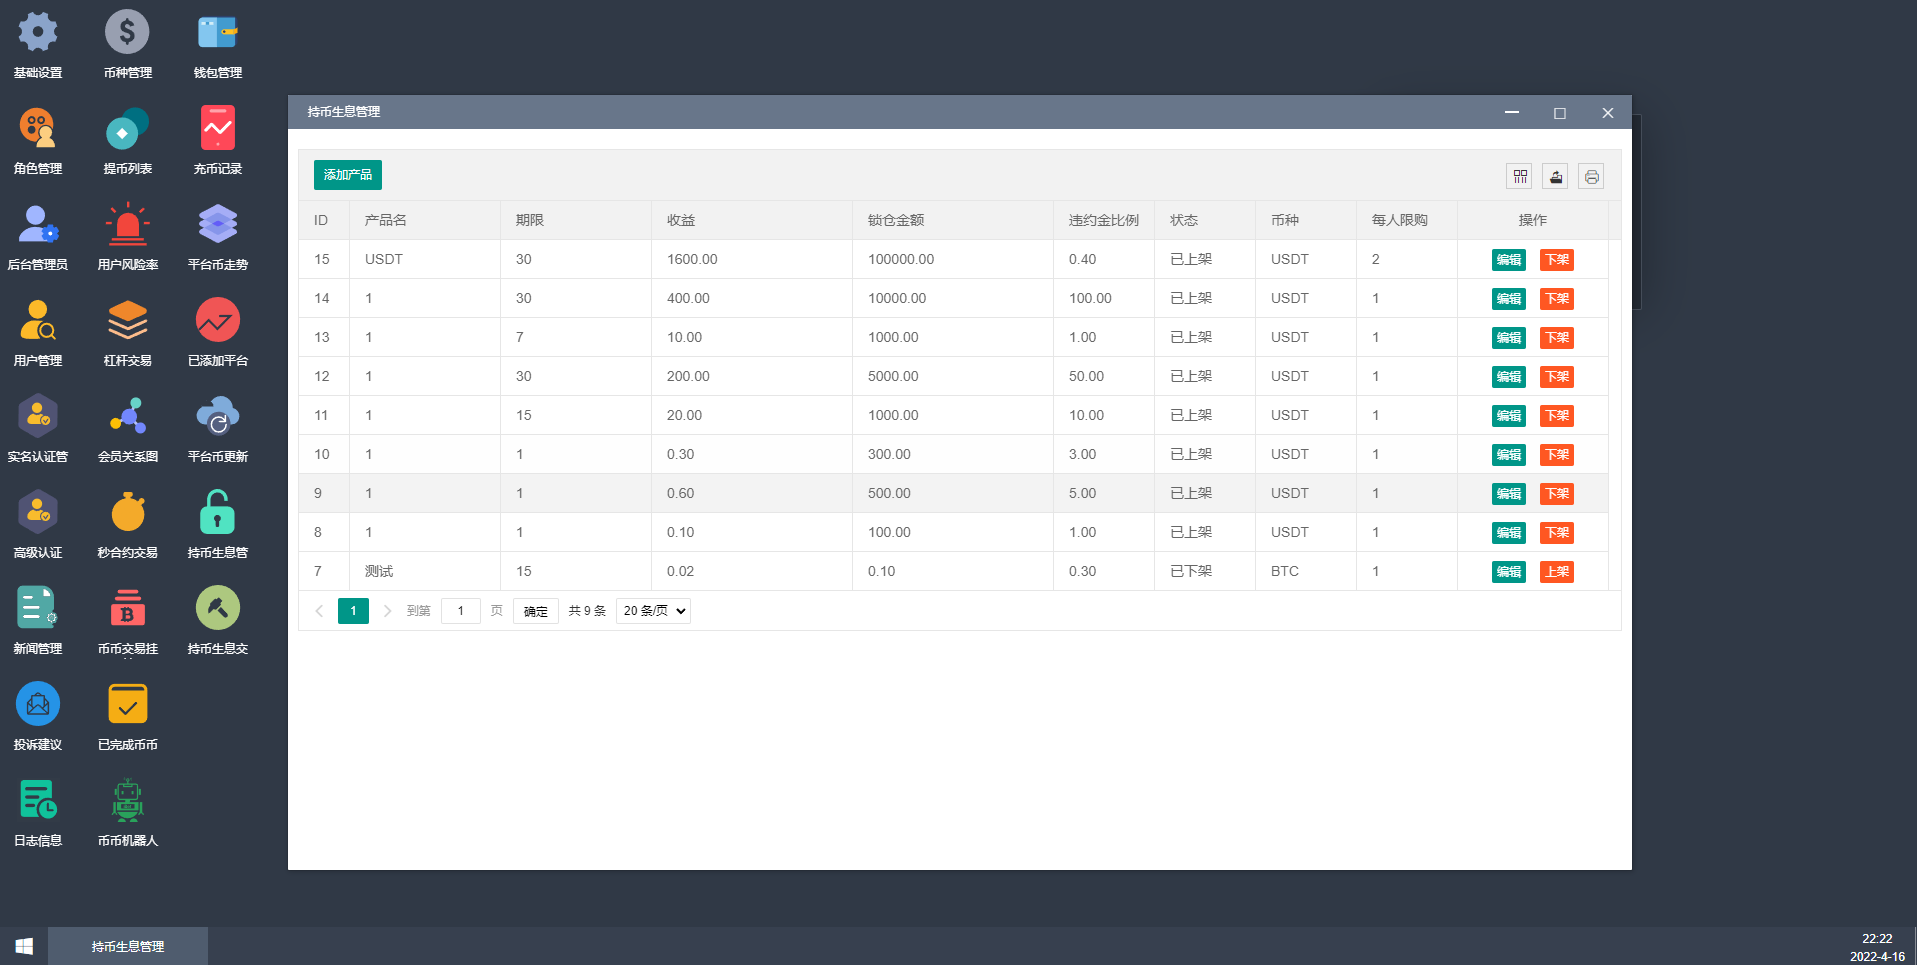 基础设置 币种管理 钱包管理
角色管理 提币列表 充币记录
后台管理员 用户风险率 平台币走势
用户管理 杠杆交易 已添加平台
实名认证管 会员关系图 平台币更新
高级认证 秒合约交易 持币生息管
新闻管理 币币交易挂 持币生息交
投诉建议 已完成币币
日志信息 币币机器人
持币生息管理
添加产品
ID 产品名 期限 收益 锁仓金额 违约金比例 状态 币种 每人限购 操作
15 USDT 30 1600.00 100000.00 0.40 已上架 USDT 2 编辑 下架
14 1 30 400.00 10000.00 100.00 已上架 USDT 1 编辑 下架
13 1 7 10.00 1000.00 1.00 已上架 USDT 1 编辑 下架
12 1 30 200.00 5000.00 50.00 已上架 USDT 1 编辑 下架
11 1 15 20.00 1000.00 10.00 已上架 USDT 1 编辑 下架
10 1 1 0.30 300.00 3.00 已上架 USDT 1 编辑 下架
9 1 1 0.60 500.00 5.00 已上架 USDT 1 编辑 下架
8 1 1 0.10 100.00 1.00 已上架 USDT 1 编辑 下架
7 测试 15 0.02 0.10 0.30 已下架 BTC 1 编辑 上架
1 到第 1 页 确定 共 9 条 20 条/页
持币生息管理
22:22
2022-4-16